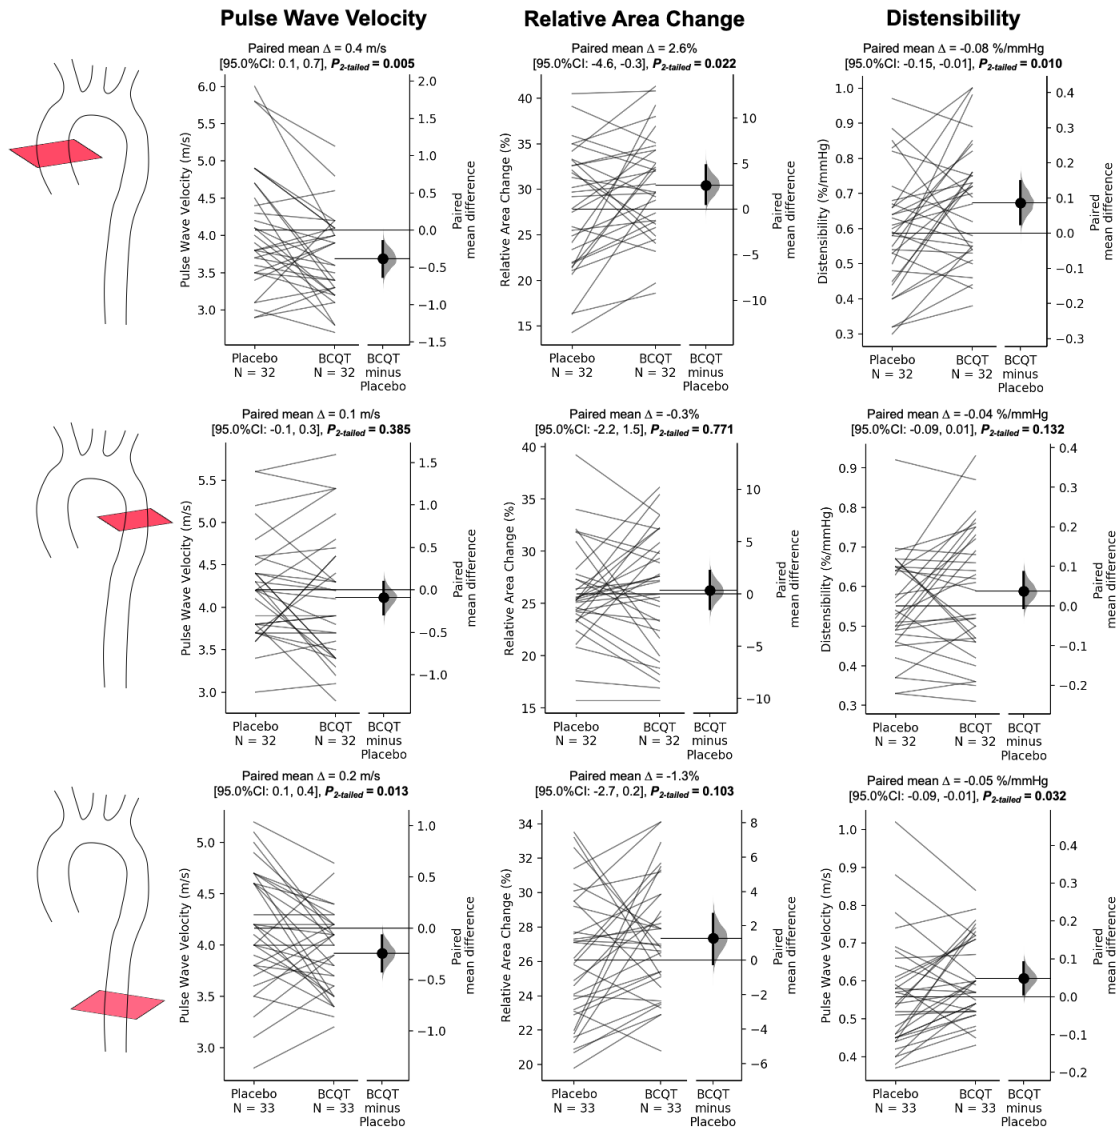 Pulse Wave Velocity
Relative Area Change
Distensibility
Paired mean Δ = 0.4 m/s
[95.0%CI: 0.1, 0.7], P2-tailed = 0.005
Paired mean Δ = 2.6%
[95.0%CI: -4.6, -0.3], P2-tailed = 0.022
Paired mean Δ = -0.08 %/mmHg
[95.0%CI: -0.15, -0.01], P2-tailed = 0.010
Pulse Wave Velocity (m/s)
6.0
5.5
5.0
4.5
4.0
3.5
3.0
2.0
1.5
1.0
0.5
0.0
−0.5
−1.0
−1.5
Paired
mean difference
Placebo
N = 32
BCQT
N = 32
BCQT
minus
Placebo
Relative Area Change (%)
40
35
30
25
20
15
10
5
0
−5
−10
Paired
mean difference
Placebo
N = 32
BCQT
N = 32
BCQT
minus
Placebo
Distensibility (%/mmHg)
1.0
0.9
0.8
0.7
0.6
0.5
0.4
0.3
0.4
0.3
0.2
0.1
0.0
−0.1
−0.2
−0.3
Paired
mean difference
Placebo
N = 32
BCQT
N = 32
BCQT
minus
Placebo
Paired mean Δ = 0.1 m/s
[95.0%CI: -0.1, 0.3], P2-tailed = 0.385
Paired mean Δ = -0.3%
[95.0%CI: -2.2, 1.5], P2-tailed = 0.771
Paired mean Δ = -0.04 %/mmHg
[95.0%CI: -0.09, 0.01], P2-tailed = 0.132
Pulse Wave Velocity (m/s)
5.5
5.0
4.5
4.0
3.5
3.0
1.5
1.0
0.5
0.0
−0.5
−1.0
Paired
mean difference
Placebo
N = 32
BCQT
N = 32
BCQT
minus
Placebo
Relative Area Change (%)
40
35
30
25
20
15
10
5
0
−5
−10
Paired
mean difference
Placebo
N = 32
BCQT
N = 32
BCQT
minus
Placebo
Distensibility (%/mmHg)
0.9
0.8
0.7
0.6
0.5
0.4
0.3
0.4
0.3
0.2
0.1
0.0
−0.1
−0.2
Paired
mean difference
Placebo
N = 32
BCQT
N = 32
BCQT
minus
Placebo
Paired mean Δ = 0.2 m/s
[95.0%CI: 0.1, 0.4], P2-tailed = 0.013
Paired mean Δ = -1.3%
[95.0%CI: -2.7, 0.2], P2-tailed = 0.103
Paired mean Δ = -0.05 %/mmHg
[95.0%CI: -0.09, -0.01], P2-tailed = 0.032
Pulse Wave Velocity (m/s)
5.0
4.5
4.0
3.5
3.0
1.0
0.5
0.0
−0.5
−1.0
Paired
mean difference
Placebo
N = 33
BCQT
N = 33
BCQT
minus
Placebo
Relative Area Change (%)
34
32
30
28
26
24
22
20
8
6
4
2
0
−2
−4
−6
Paired
mean difference
Placebo
N = 33
BCQT
N = 33
BCQT
minus
Placebo
Pulse Wave Velocity (m/s)
1.0
0.9
0.8
0.7
0.6
0.5
0.4
0.4
0.3
0.2
0.1
0.0
−0.1
−0.2
Paired
mean difference
Placebo
N = 33
BCQT
N = 33
BCQT
minus
Placebo